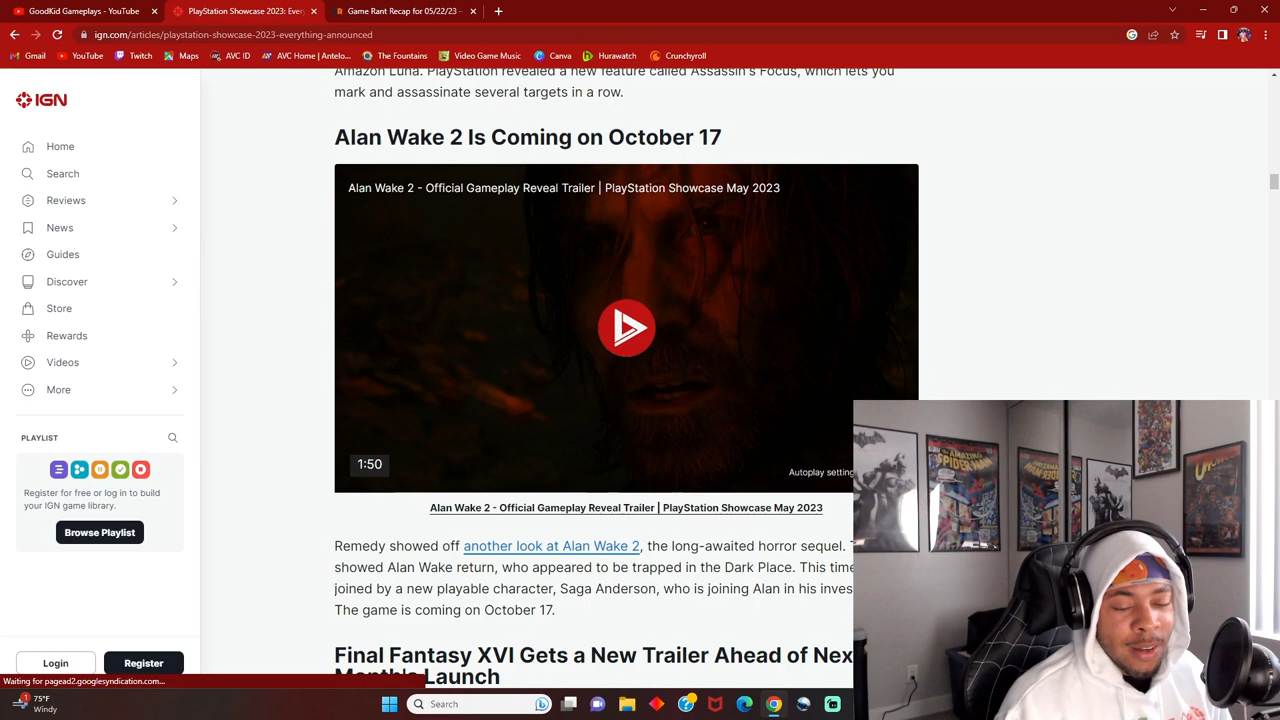 GoodKid Gameplays - YouTube
PlayStation Showcase 2023: Ever
Game Rant Recap for 05/22/23 -
ign.com/articles/playstation-showcase-2023-everything-announced
Gmail
YouTube
Twitch
Maps
AVC ID
AVC Home | Antelo...
The Fountains
Video Game Music
Canva
Hurawatch
Crunchyroll
IGN
Home
Search
Reviews
News
Guides
Discover
Store
Rewards
Videos
More
PLAYLIST
Register for free or log in to build
your IGN game library.
Browse Playlist
Login
Register
Waiting for pagead2.googlesyndication.com...
Amazon Luna. PlayStation revealed a new feature called Assassin's Focus, which lets you
mark and assassinate several targets in a row.
Alan Wake 2 Is Coming on October 17
Alan Wake 2 - Official Gameplay Reveal Trailer | PlayStation Showcase May 2023
1:50
Autoplay setting
Alan Wake 2 - Official Gameplay Reveal Trailer | PlayStation Showcase May 2023
Remedy showed off another look at Alan Wake 2, the long-awaited horror sequel. T
showed Alan Wake return, who appeared to be trapped in the Dark Place. This time
joined by a new playable character, Saga Anderson, who is joining Alan in his inves
The game is coming on October 17.
Final Fantasy XVI Gets a New Trailer Ahead of Nex
Month's Launch
1
75°F
Windy
Search
THE AMAZING
SPIDER-MAN